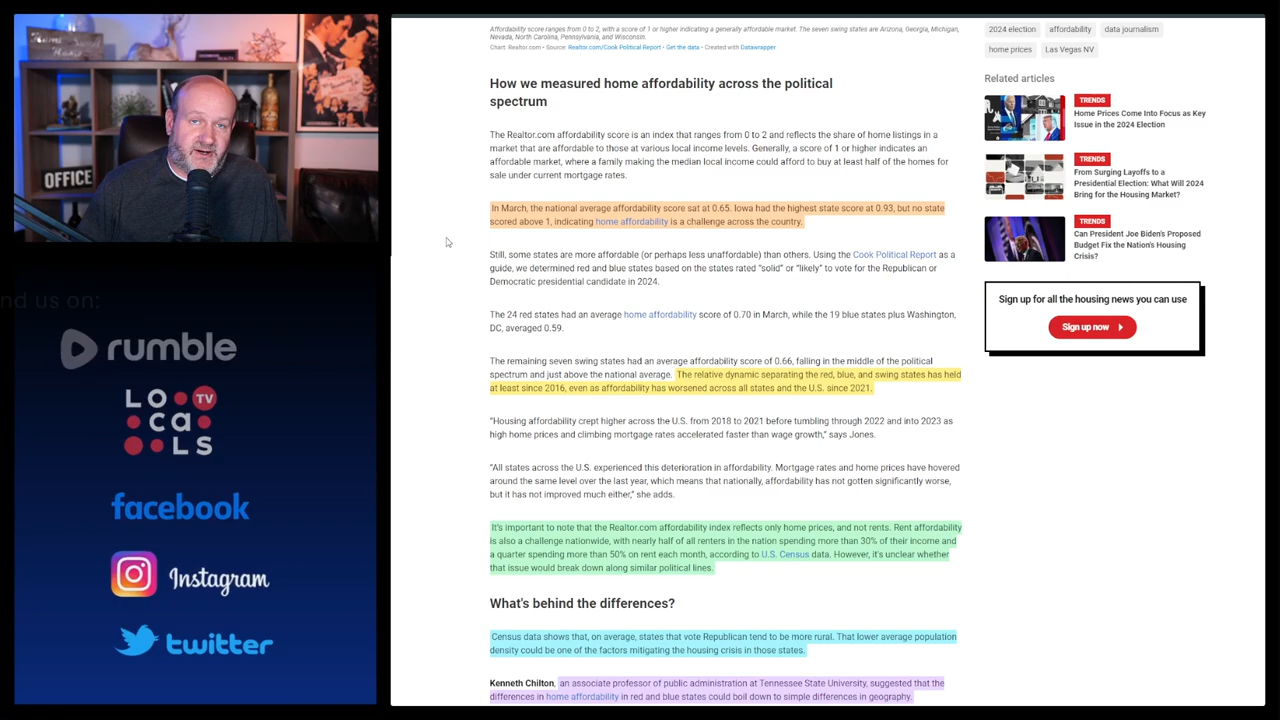 OFFICE
nd us on:
rumble
LO TV
cals
facebook
Instagram
twitter
Affordability score ranges from 0 to 2, with a score of 1 or higher indicating a generally affordable market. The seven swing states are Arizona, Georgia, Michigan,
Nevada, North Carolina, Pennsylvania, and Wisconsin.
Chart: Realtor.com • Source: Realtor.com/Cook Political Report • Get the data • Created with Datawrapper
How we measured home affordability across the political
spectrum
The Realtor.com affordability score is an index that ranges from 0 to 2 and reflects the share of home listings in a
market that are affordable to those at various local income levels. Generally, a score of 1 or higher indicates an
affordable market, where a family making the median local income could afford to buy at least half of the homes for
sale under current mortgage rates.
In March, the national average affordability score sat at 0.65. Iowa had the highest state score at 0.93, but no state
scored above 1, indicating home affordability is a challenge across the country.
Still, some states are more affordable (or perhaps less unaffordable) than others. Using the Cook Political Report as a
guide, we determined red and blue states based on the states rated “solid” or “likely” to vote for the Republican or
Democratic presidential candidate in 2024.
The 24 red states had an average home affordability score of 0.70 in March, while the 19 blue states plus Washington,
DC, averaged 0.59.
The remaining seven swing states had an average affordability score of 0.66, falling in the middle of the political
spectrum and just above the national average. The relative dynamic separating the red, blue, and swing states has held
at least since 2016, even as affordability has worsened across all states and the U.S. since 2021.
“Housing affordability crept higher across the U.S. from 2018 to 2021 before tumbling through 2022 and into 2023 as
high home prices and climbing mortgage rates accelerated faster than wage growth,” says Jones.
“All states across the U.S. experienced this deterioration in affordability. Mortgage rates and home prices have hovered
around the same level over the last year, which means that nationally, affordability has not gotten significantly worse,
but it has not improved much either,” she adds.
It's important to note that the Realtor.com affordability index reflects only home prices, and not rents. Rent affordability
is also a challenge nationwide, with nearly half of all renters in the nation spending more than 30% of their income and
a quarter spending more than 50% on rent each month, according to U.S. Census data. However, it's unclear whether
that issue would break down along similar political lines.
What's behind the differences?
Census data shows that, on average, states that vote Republican tend to be more rural. That lower average population
density could be one of the factors mitigating the housing crisis in those states.
Kenneth Chilton, an associate professor of public administration at Tennessee State University, suggested that the
differences in home affordability in red and blue states could boil down to simple differences in geography.
2024 election affordability data journalism
home prices Las Vegas NV
Related articles
TRENDS
Home Prices Come Into Focus as Key
Issue in the 2024 Election
TRENDS
From Surging Layoffs to a
Presidential Election: What Will 2024
Bring for the Housing Market?
TRENDS
Can President Joe Biden's Proposed
Budget Fix the Nation's Housing
Crisis?
Sign up for all the housing news you can use
Sign up now